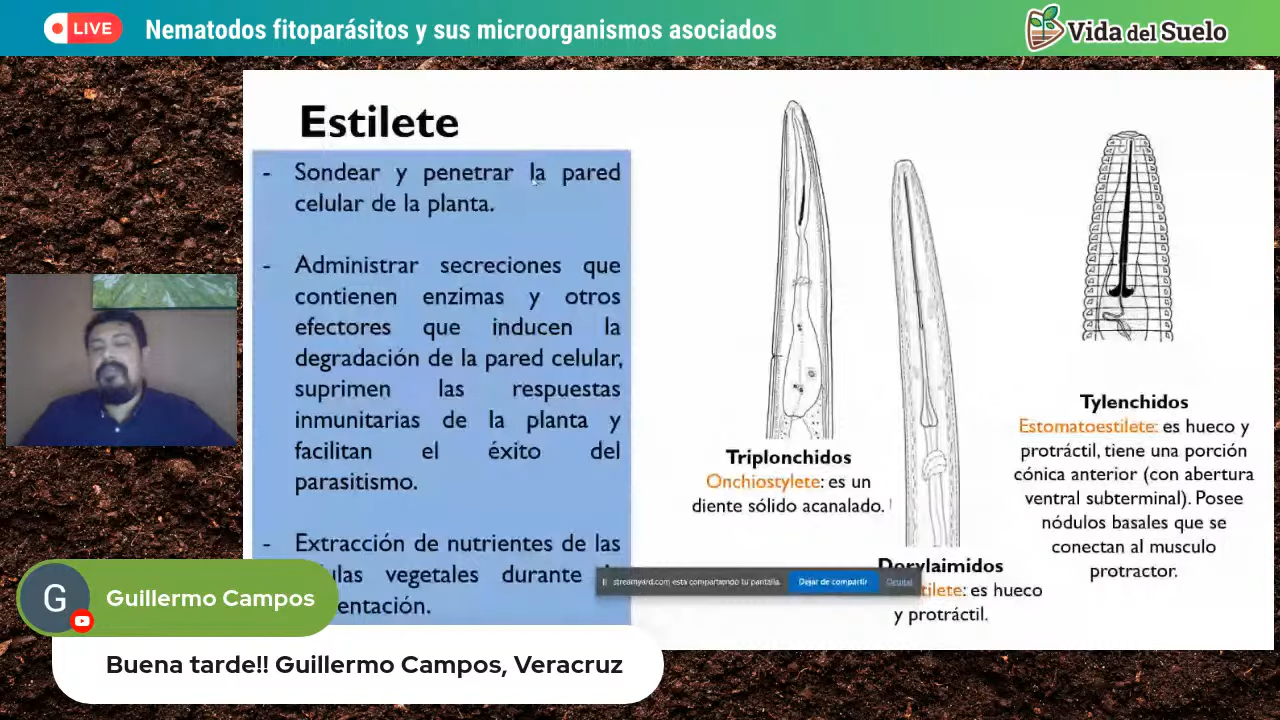 LIVE
Nematodos fitoparásitos y sus microorganismos asociados
Vida del Suelo
Estilete
- Sondear y penetrar la pared
celular de la planta.
- Administrar secreciones que
contienen enzimas y otros
efectores que inducen la
degradación de la pared celular,
suprimen las respuestas
inmunitarias de la planta y
facilitan el éxito del
parasitismo.
- Extracción de nutrientes de las
vegetales durante
Triplonchidos
Onchiostylete: es un
diente sólido acanalado.
Dorylaimidos
es hueco
y protráctil.
Tylenchidos
Estomatoestilete: es hueco y
protráctil, tiene una porción
cónica anterior (con abertura
ventral subterminal). Posee
nódulos basales que se
conectan al musculo
protractor.
streamyard.com está compartiendo tu pantalla.
Dejar de compartir
Ocultar
G
Guillermo Campos
Buena tarde!! Guillermo Campos, Veracruz